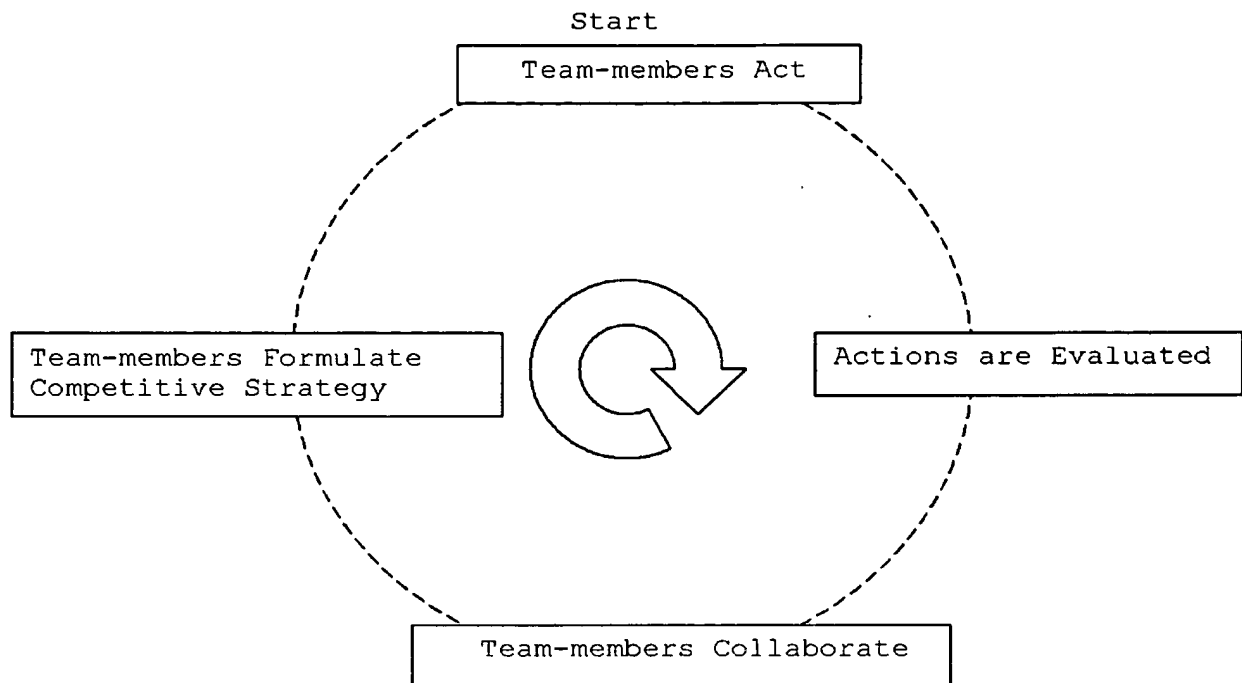 Start
Team-members Act
Team-members Formulate
Competitive Strategy
Actions are Evaluated
Team-members Collaborate